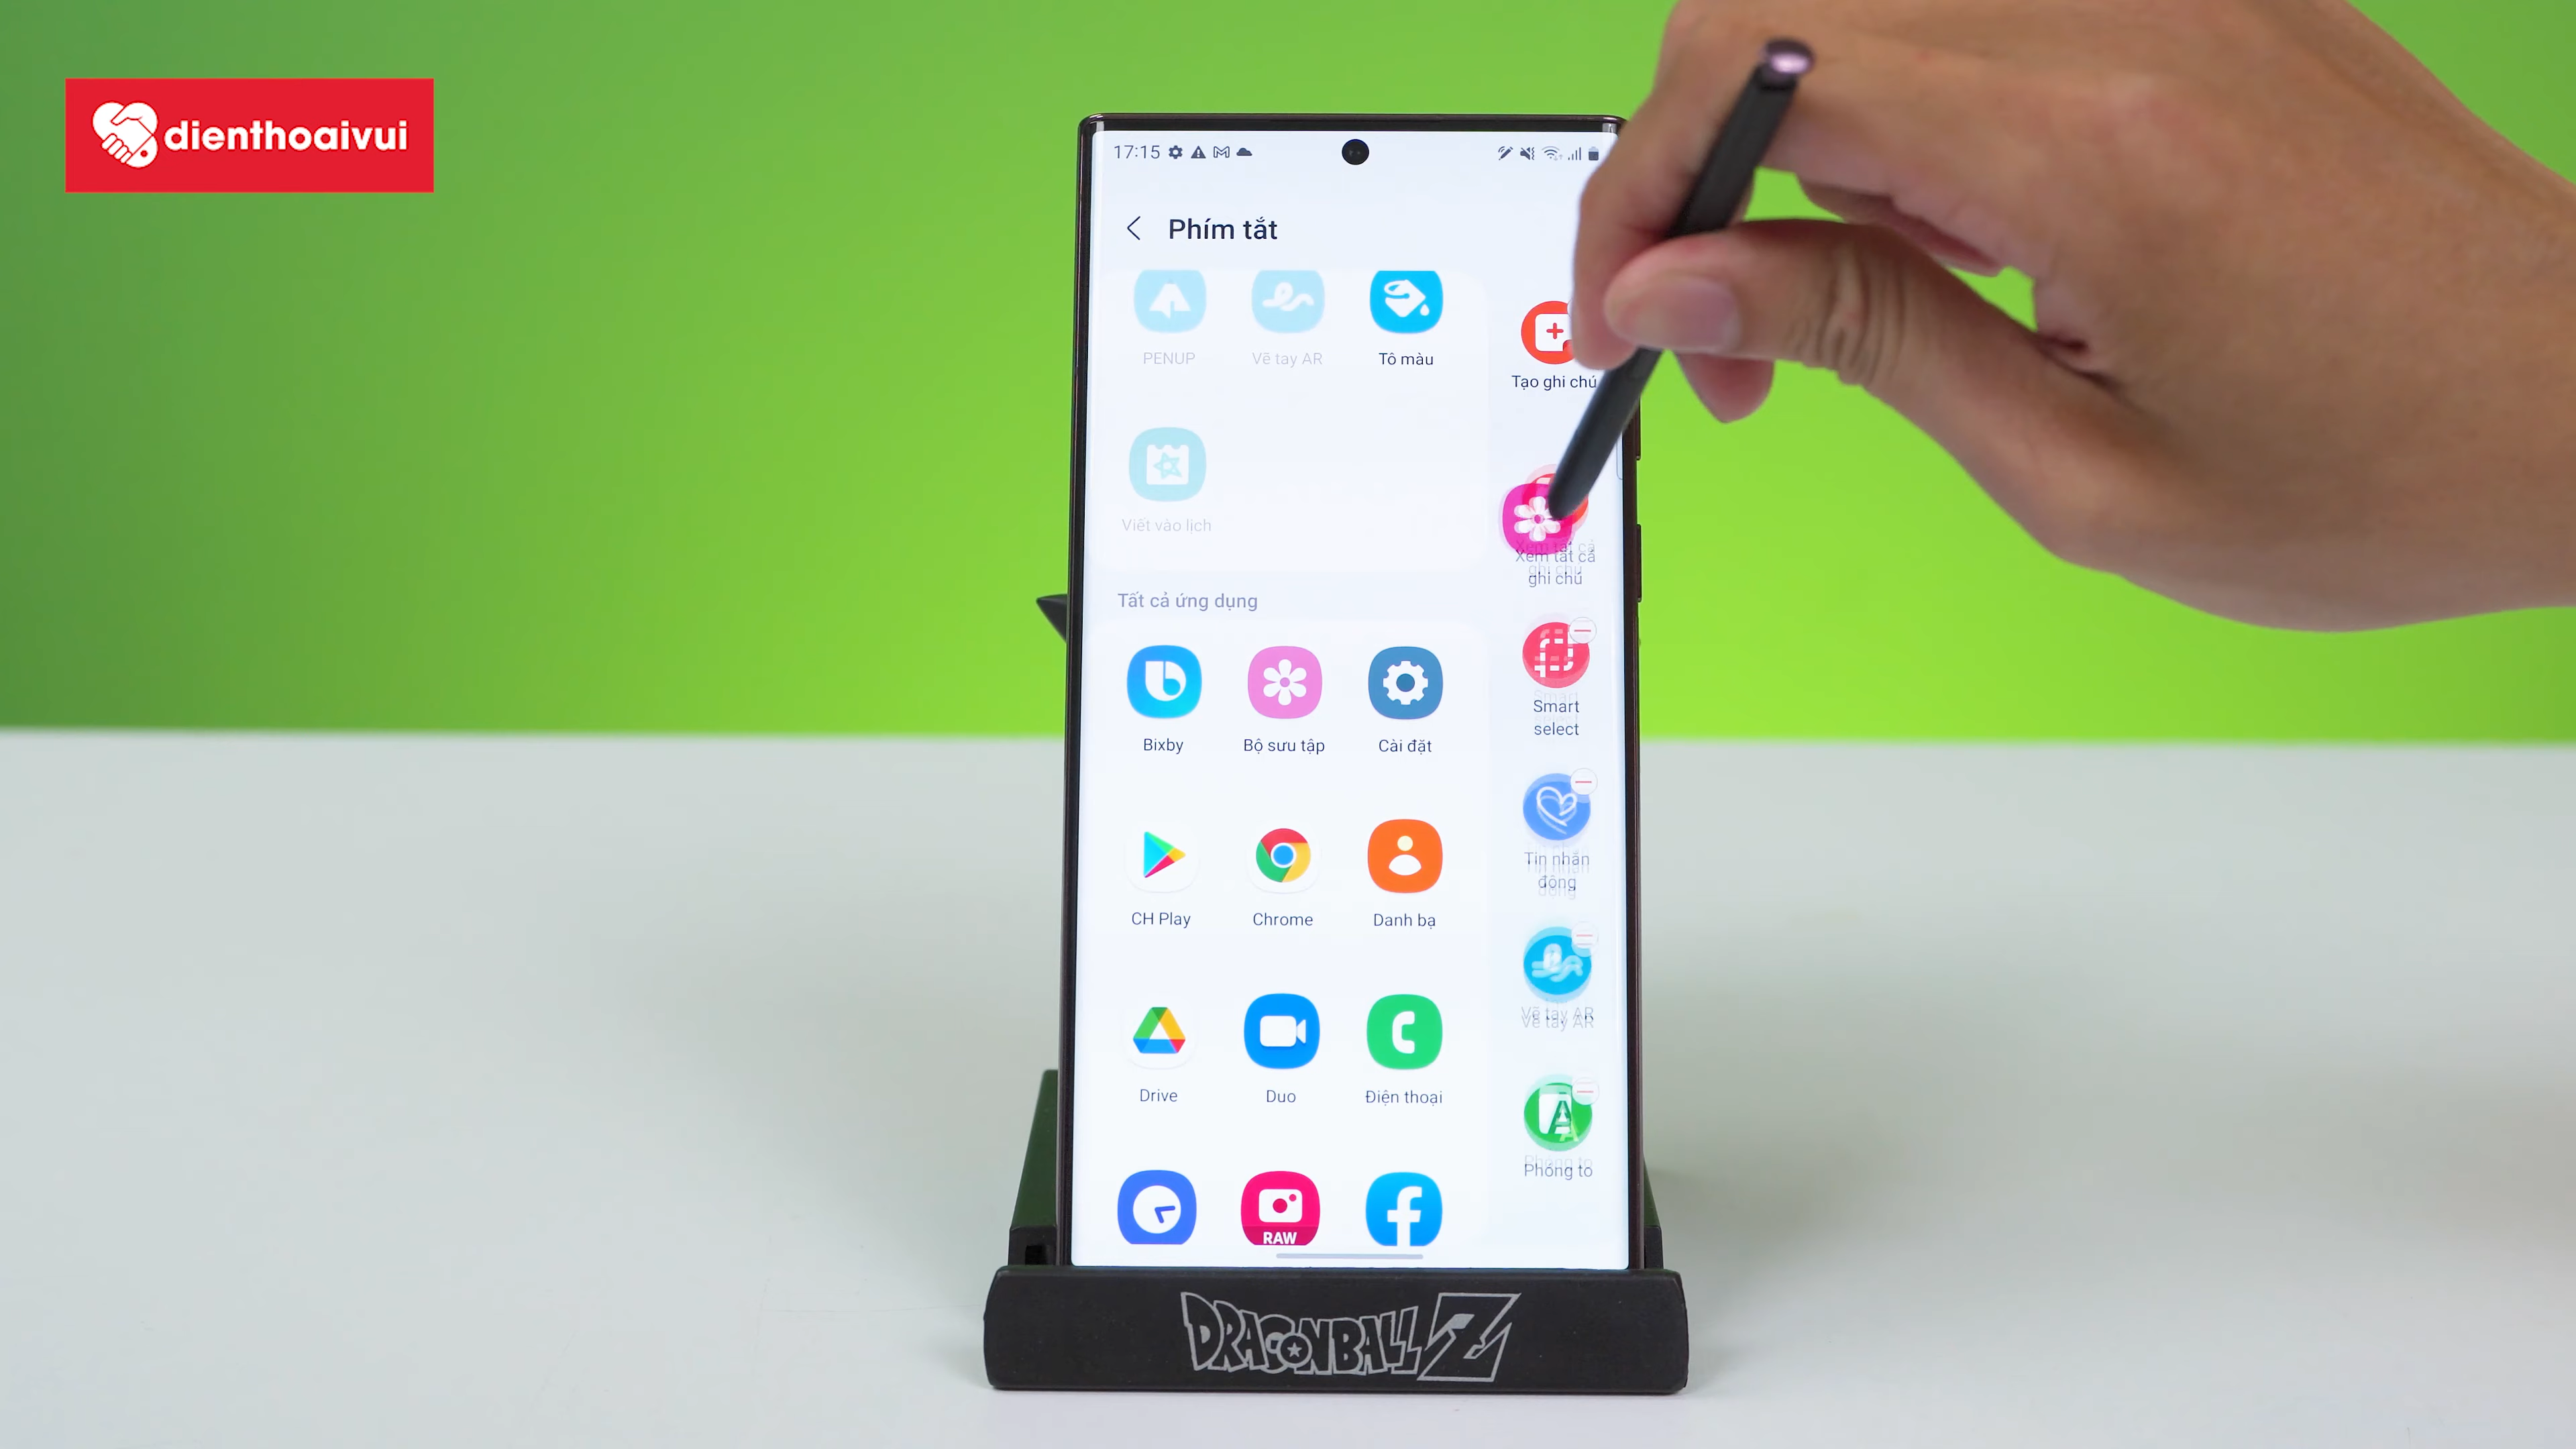 dienthoaivui
17:15
Phím tắt
PENUP
Vẽ tay AR
Tô màu
Tạo ghi chú
Viết vào lịch
Xem tất cả
ghi chú
Tất cả ứng dụng
Smart
select
Bixby
Bộ sưu tập
Cài đặt
Tin nhắn
động
CH Play
Chrome
Danh bạ
Vẽ tay AR
Drive
Duo
Điện thoại
Phóng to
RAW
DRAGONBALL Z